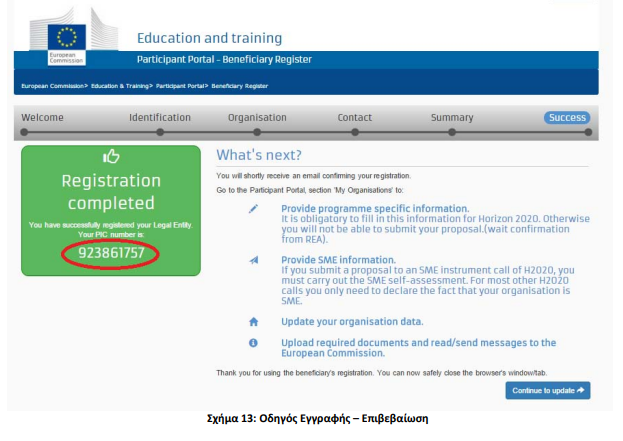 European
Commission
Education and training
Participant Portal – Beneficiary Register
European Commission> Education & Training> Participant Portal> Beneficiary Register
Welcome Identification Organisation Contact Summary Success
Registration
completed
You have successfully registered your Legal Entity.
Your PIC number is:
923861757
What's next?
You will shortly receive an email confirming your registration.
Go to the Participant Portal, section 'My Organisations' to:
Provide programme specific information.
It is obligatory to fill in this information for Horizon 2020. Otherwise
you will not be able to submit your proposal.(wait confirmation
from REA).
Provide SME information.
If you submit a proposal to an SME instrument call of H2020, you
must carry out the SME self-assessment. For most other H2020
calls you only need to declare the fact that your organisation is
SME.
Update your organisation data.
Upload required documents and read/send messages to the
European Commission.
Thank you for using the beneficiary's registration. You can now safely close the browser's window/tab.
Continue to update
Σχήμα 13: Οδηγός Εγγραφής – Επιβεβαίωση